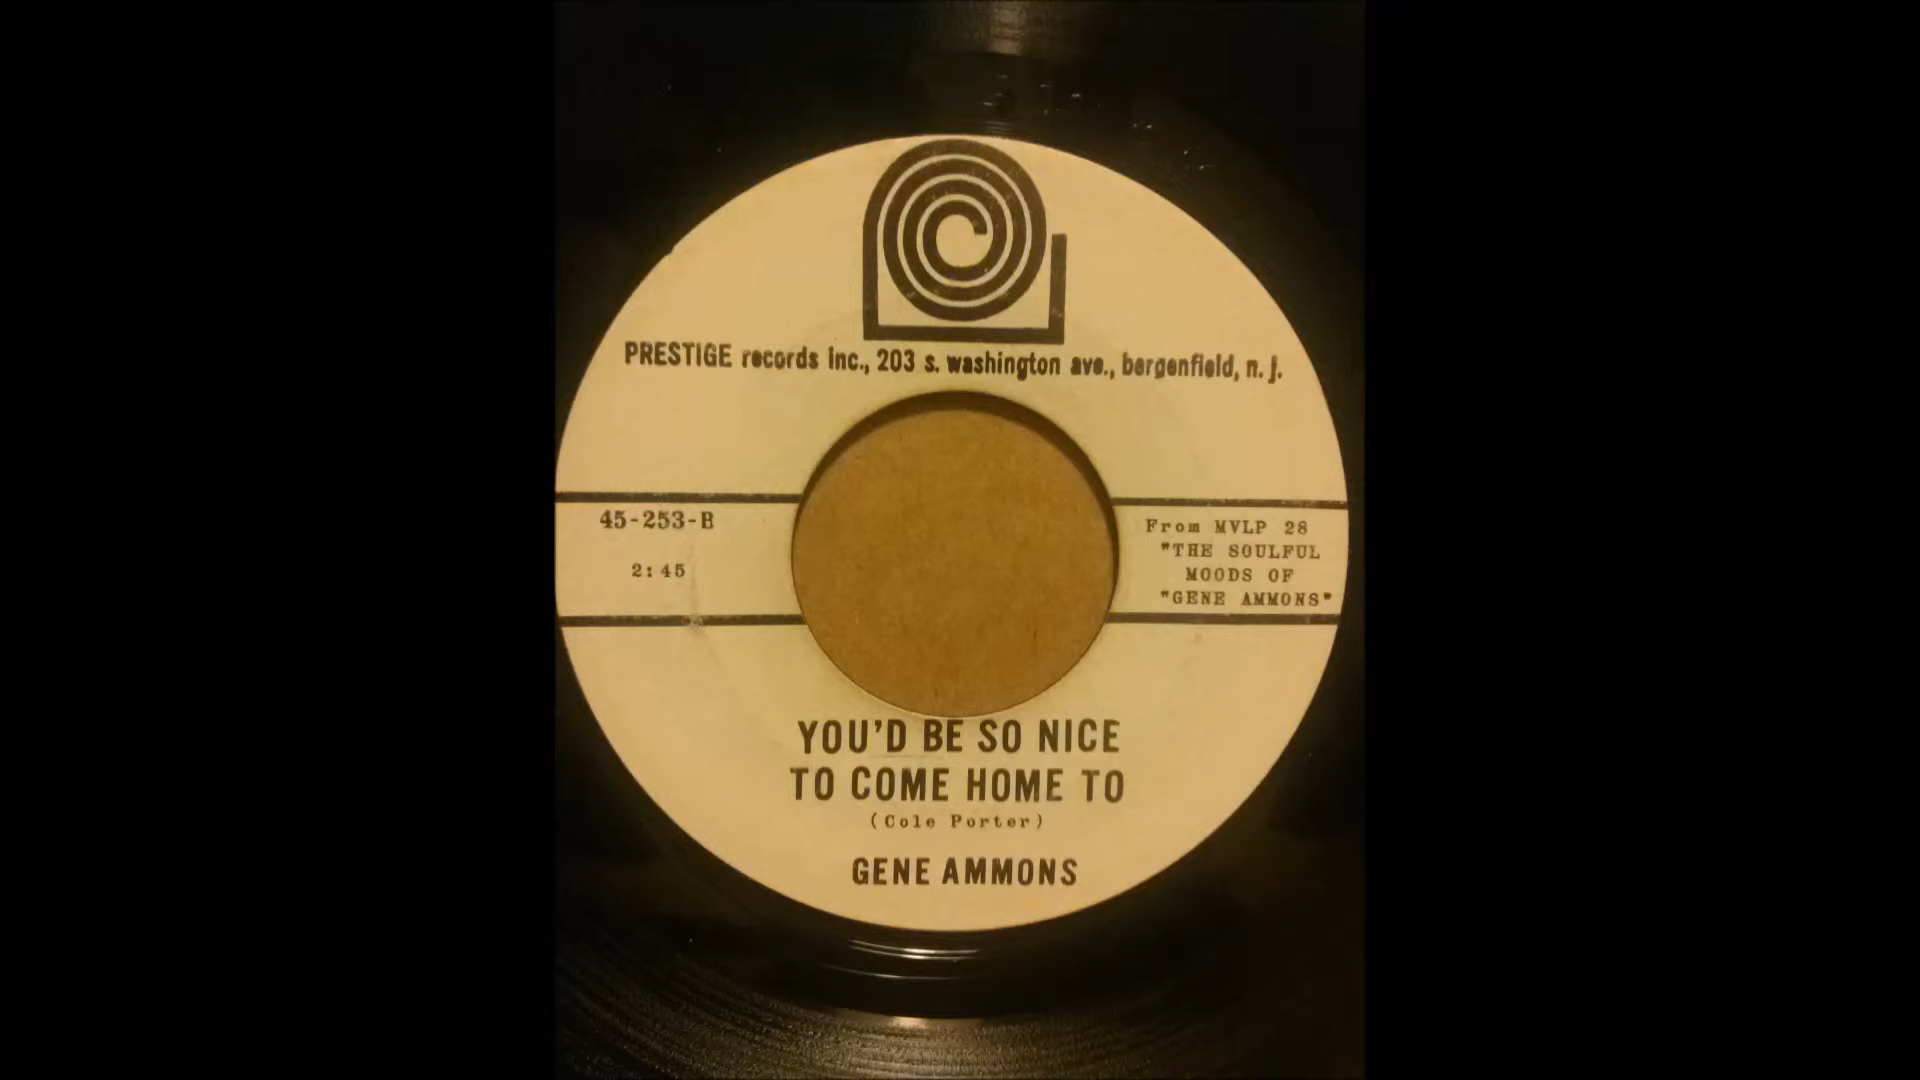 PRESTIGE records inc., 203 s. washington ave., bergenfield, n. j.
45-253-B
2:45
From MVLP 28
"THE SOULFUL
MOODS OF
"GENE AMMONS"
YOU'D BE SO NICE
TO COME HOME TO
(Cole Porter)
GENE AMMONS